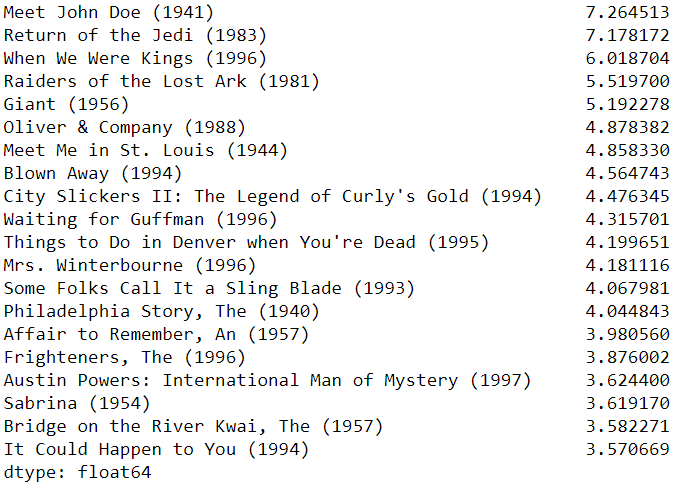 Meet John Doe (1941) 7.264513
Return of the Jedi (1983) 7.178172
When We Were Kings (1996) 6.018704
Raiders of the Lost Ark (1981) 5.519700
Giant (1956) 5.192278
Oliver & Company (1988) 4.878382
Meet Me in St. Louis (1944) 4.858330
Blown Away (1994) 4.564743
City Slickers II: The Legend of Curly's Gold (1994) 4.476345
Waiting for Guffman (1996) 4.315701
Things to Do in Denver when You're Dead (1995) 4.199651
Mrs. Winterbourne (1996) 4.181116
Some Folks Call It a Sling Blade (1993) 4.067981
Philadelphia Story, The (1940) 4.044843
Affair to Remember, An (1957) 3.980560
Frighteners, The (1996) 3.876002
Austin Powers: International Man of Mystery (1997) 3.624400
Sabrina (1954) 3.619170
Bridge on the River Kwai, The (1957) 3.582271
It Could Happen to You (1994) 3.570669
dtype: float64